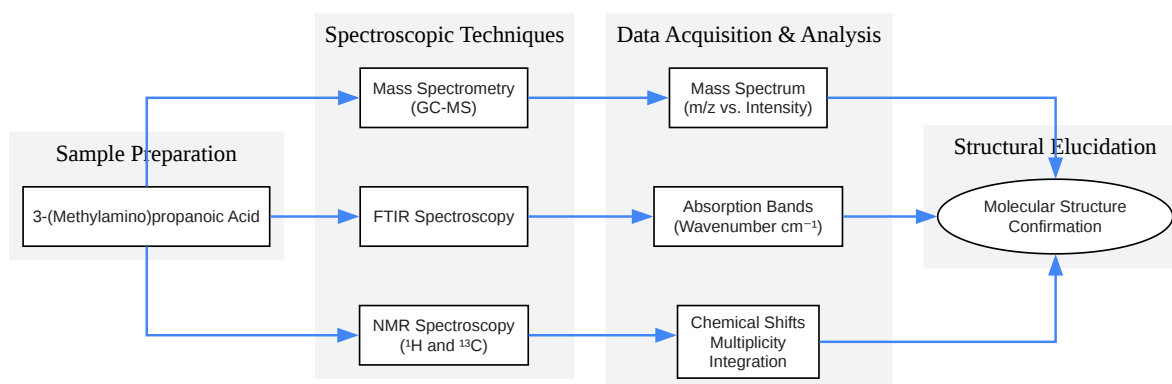 Spectroscopic Techniques
Data Acquisition & Analysis
Mass Spectrometry
(GC-MS)
Mass Spectrum
(m/z vs. Intensity)
Sample Preparation
Structural Elucidation
3-(Methylamino)propanoic Acid
FTIR Spectroscopy
Absorption Bands
(Wavenumber cm⁻¹)
Molecular Structure
Confirmation
NMR Spectroscopy
(¹H and ¹³C)
Chemical Shifts
Multiplicity
Integration